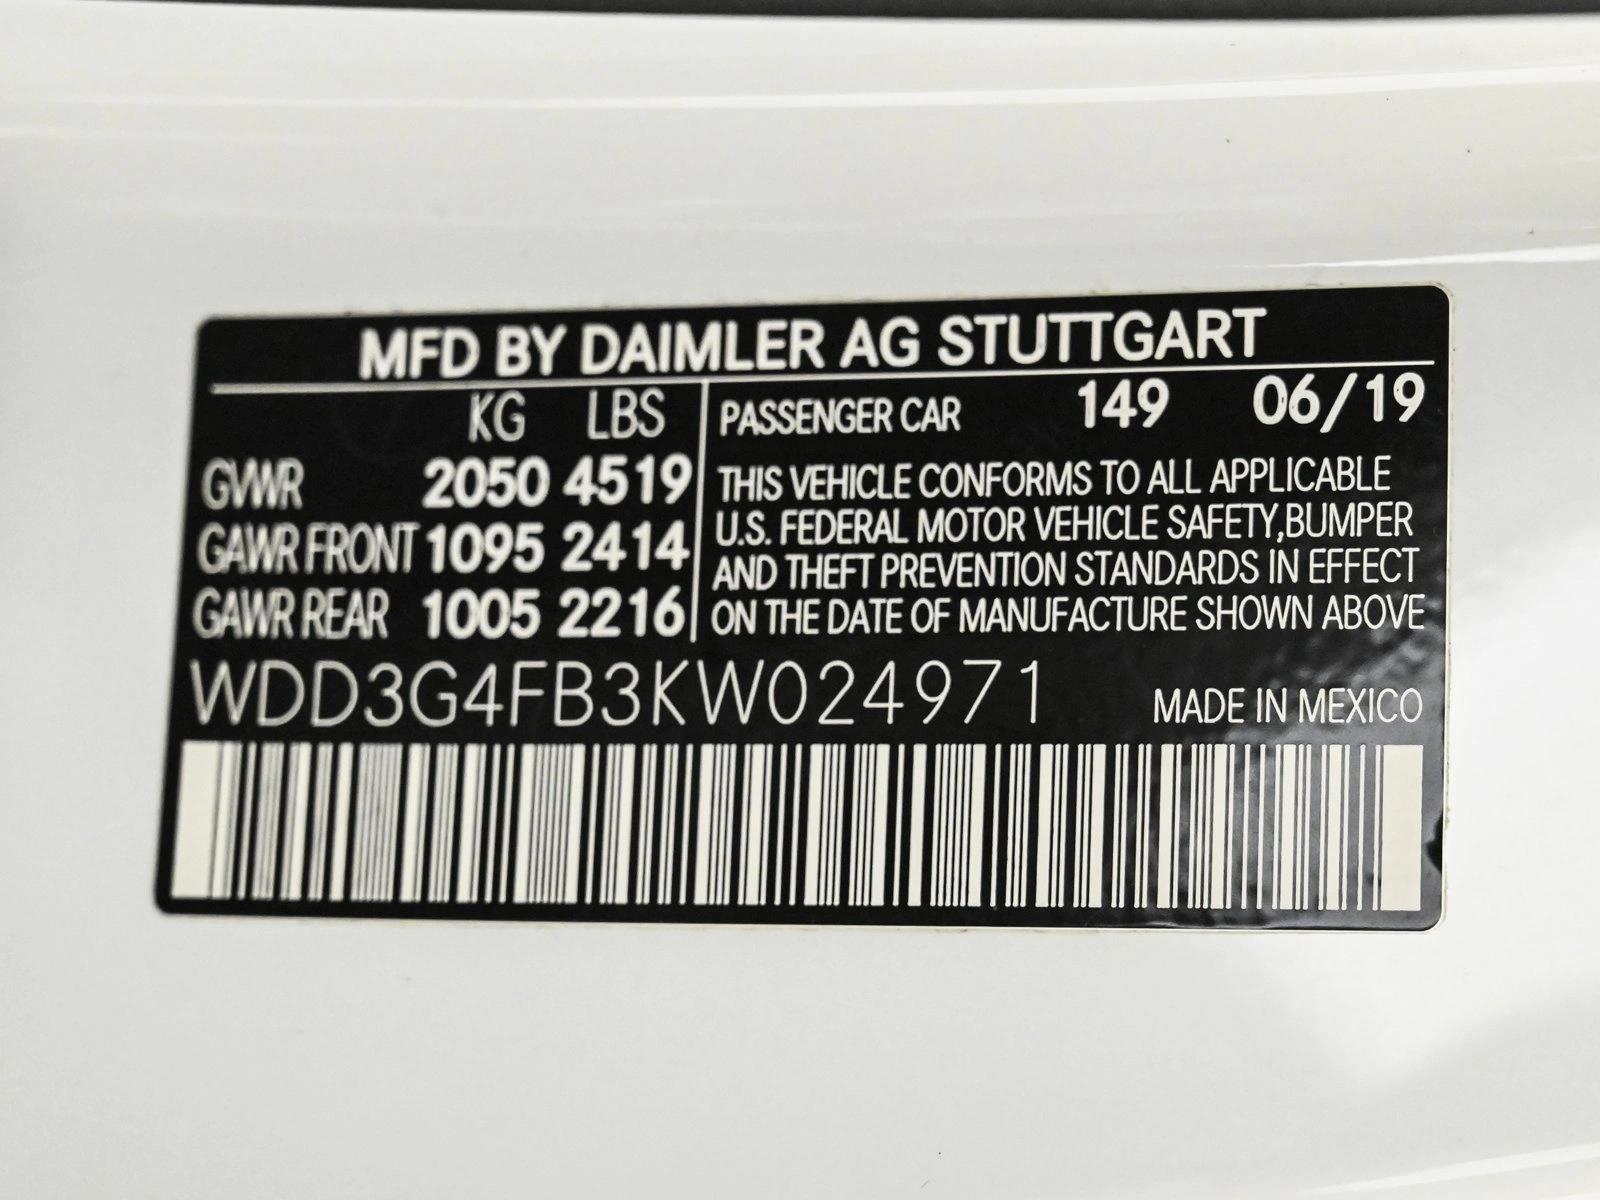 MFD BY DAIMLER AG STUTTGART
KG LBS
GVWR 2050 4519
GAWR FRONT 1095 2414
GAWR REAR 1005 2216
PASSENGER CAR 149 06/19
THIS VEHICLE CONFORMS TO ALL APPLICABLE
U.S. FEDERAL MOTOR VEHICLE SAFETY,BUMPER
AND THEFT PREVENTION STANDARDS IN EFFECT
ON THE DATE OF MANUFACTURE SHOWN ABOVE
WDD3G4FB3KW024971
MADE IN MEXICO